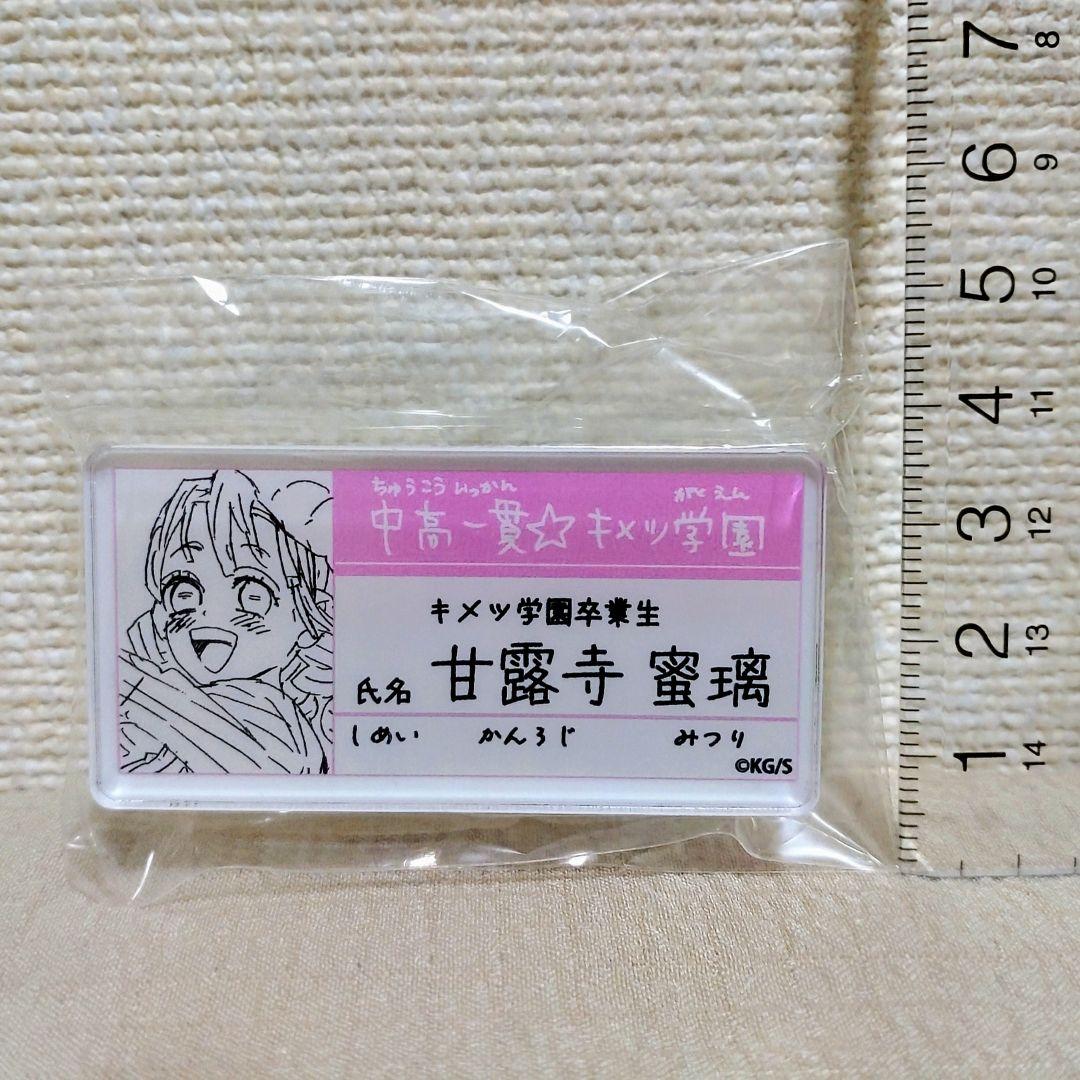 ちゅうこういっかん がくえん
中高一貫☆キメツ学園
キメツ学園卒業生
氏名 甘露寺 蜜璃
しめい かんろじ みつり
©KG/S
7 8
6 9
5 10
4 11
3 12
2 13
1 14